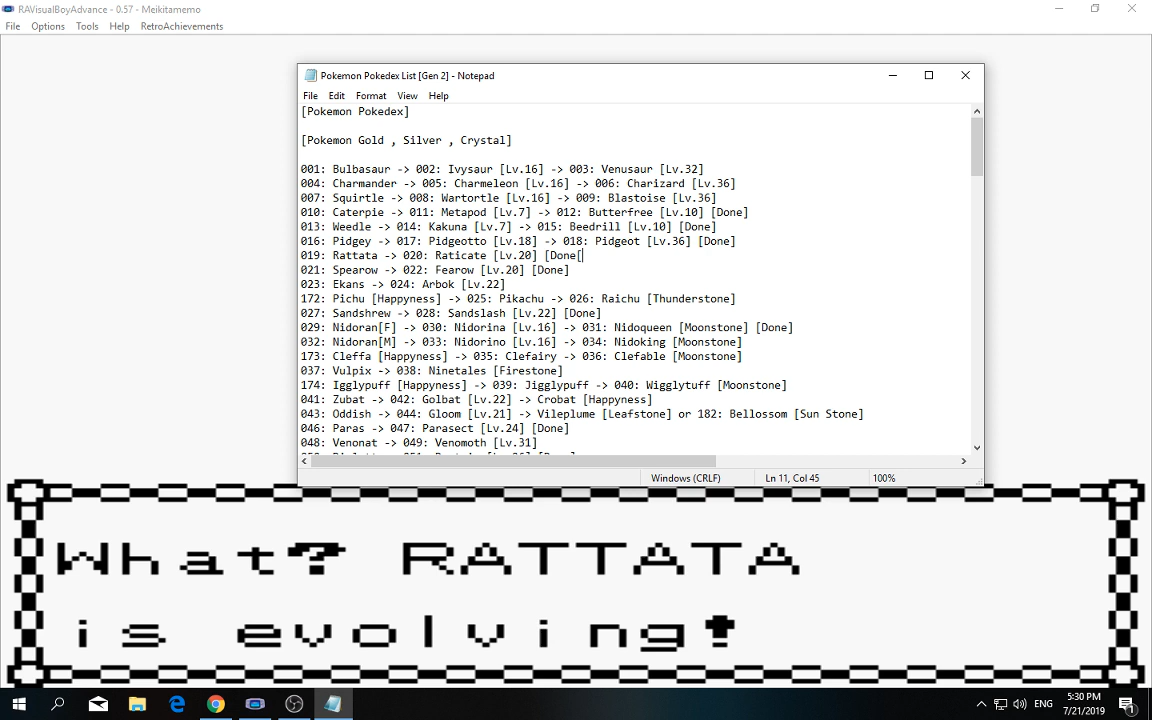 RAVisualBoyAdvance - 0.57 - Meikitamemo
File Options Tools Help RetroAchievements
Pokemon Pokedex List [Gen 2] - Notepad
File Edit Format View Help
[Pokemon Pokedex]
[Pokemon Gold , Silver , Crystal]
001: Bulbasaur -> 002: Ivysaur [Lv.16] -> 003: Venusaur [Lv.32]
004: Charmander -> 005: Charmeleon [Lv.16] -> 006: Charizard [Lv.36]
007: Squirtle -> 008: Wartortle [Lv.16] -> 009: Blastoise [Lv.36]
010: Caterpie -> 011: Metapod [Lv.7] -> 012: Butterfree [Lv.10] [Done]
013: Weedle -> 014: Kakuna [Lv.7] -> 015: Beedrill [Lv.10] [Done]
016: Pidgey -> 017: Pidgeotto [Lv.18] -> 018: Pidgeot [Lv.36] [Done]
019: Rattata -> 020: Raticate [Lv.20] [Done[
021: Spearow -> 022: Fearow [Lv.20] [Done]
023: Ekans -> 024: Arbok [Lv.22]
172: Pichu [Happyness] -> 025: Pikachu -> 026: Raichu [Thunderstone]
027: Sandshrew -> 028: Sandslash [Lv.22] [Done]
029: Nidoran[F] -> 030: Nidorina [Lv.16] -> 031: Nidoqueen [Moonstone] [Done]
032: Nidoran[M] -> 033: Nidorino [Lv.16] -> 034: Nidoking [Moonstone]
173: Cleffa [Happyness] -> 035: Clefairy -> 036: Clefable [Moonstone]
037: Vulpix -> 038: Ninetales [Firestone]
174: Igglypuff [Happyness] -> 039: Jigglypuff -> 040: Wigglytuff [Moonstone]
041: Zubat -> 042: Golbat [Lv.22] -> Crobat [Happyness]
043: Oddish -> 044: Gloom [Lv.21] -> Vileplume [Leafstone] or 182: Bellossom [Sun Stone]
046: Paras -> 047: Parasect [Lv.24] [Done]
048: Venonat -> 049: Venomoth [Lv.31]
Windows (CRLF) Ln 11, Col 45 100%
What? RATTATA
is evolving!
ENG
5:30 PM
7/21/2019
1